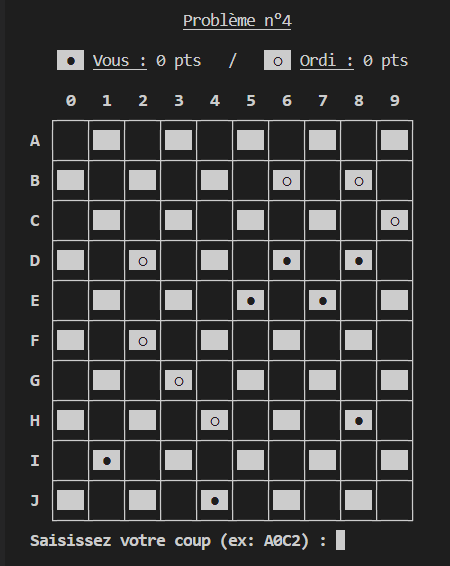 Problème nº4
● Vous : 0 pts / ○ Ordi : 0 pts
0 1 2 3 4 5 6 7 8 9
A
B ○ ○
C ○
D ○ ● ●
E ● ●
F ○
G ○
H ○ ●
I ●
J ●
Saisissez votre coup (ex: A0C2) :